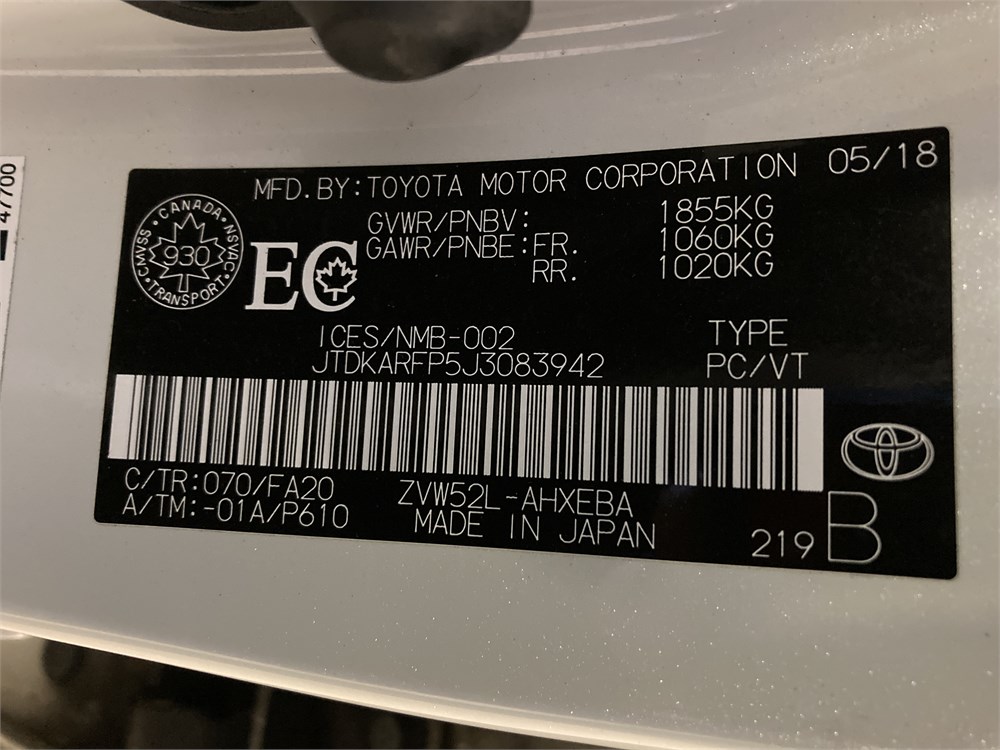 47700
MFD.BY:TOYOTA MOTOR CORPORATION 05/18
GVWR/PNBV: 1855KG
GAWR/PNBE:FR. 1060KG
RR. 1020KG
CANADA
CMVSS 930 NSVAC
TRANSPORT
EC
ICES/NMB-002 TYPE
JTDKARFP5J3083942 PC/VT
C/TR:070/FA20 ZVW52L-AHXEBA
A/TM:-01A/P610 MADE IN JAPAN
219 B